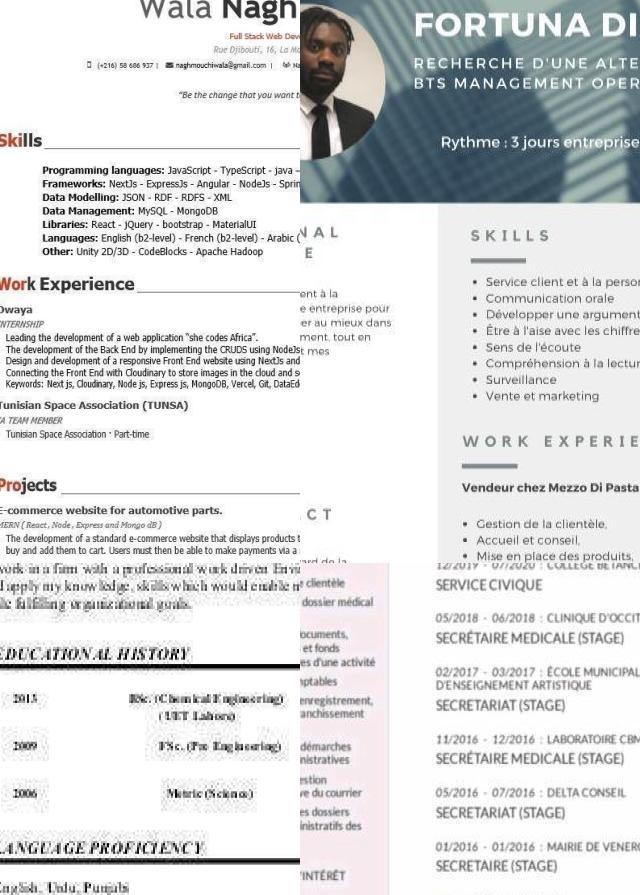 Wala Nagh
Full Stack Web Dev
Rue Djibouti, 16, La M
(+216) 58 686 937 | naghmouchiwala@gmail.com | Na
"Be the change that you want t
Skills
Programming languages: JavaScript - TypeScript - java –
Frameworks: NextJs - ExpressJs - Angular - NodeJs - Sprin
Data Modelling: JSON - RDF - RDFS - XML
Data Management: MySQL - MongoDB
Libraries: React - jQuery - bootstrap - MaterialUI
Languages: English (b2-level) - French (b2-level) - Arabic (
Other: Unity 2D/3D - CodeBlocks - Apache Hadoop
Work Experience
Owaya
INTERNSHIP
Leading the development of a web application "she codes Africa".
The development of the Back End by implementing the CRUDS using NodeJs
Design and development of a responsive Front End website using NextJs and
Connecting the Front End with Cloudinary to store images in the cloud and s
Keywords: Next js, Cloudinary, Node js, Express js, MongoDB, Vercel, Git, DataEd
Tunisian Space Association (TUNSA)
A TEAM MEMBER
Tunisian Space Association · Part-time
Projects
E-commerce website for automotive parts.
MERN ( React , Node , Express and Mongo dB )
The development of a standard e-commerce website that displays products t
buy and add them to cart. Users must then be able to make payments via a
FORTUNA DI
RECHERCHE D'UNE ALTE
BTS MANAGEMENT OPER
Rythme : 3 jours entreprise
NAL
E
ent à la
e entreprise pour
er au mieux dans
ment, tout en
t mes
CT
ard de la
SKILLS
Service client et à la person
Communication orale
Développer une argument
Être à l'aise avec les chiffre
Sens de l'écoute
Compréhension à la lectur
Surveillance
Vente et marketing
WORK EXPERIE
Vendeur chez Mezzo Di Pasta
Gestion de la clientèle,
Accueil et conseil,
Mise en place des produits,
work in a firm with a professional work driven Envi
d apply my knowledge, skills which would enable m
le fulfilling organizational goals.
EDUCATIONAL HISTORY
2013 BSc. (Chemical Engineering)
(UET Lahore)
2009 FSc. (Pre Engineering)
2006 Metric (Science)
LANGUAGE PROFICIENCY
English, Urdu, Punjabi
e clientèle
dossier médical
ocuments,
et fonds
es d'une activité
mptables
enregistrement,
anchissement
démarches
nistratives
estion
ve du courrier
es dossiers
inistratifs des
'INTÉRÊT
12/2019 - 07/2020 : COLLÈGE BETANC
SERVICE CIVIQUE
05/2018 - 06/2018 : CLINIQUE D'OCCIT
SECRÉTAIRE MEDICALE (STAGE)
02/2017 - 03/2017 : ÉCOLE MUNICIPAL
D'ENSEIGNEMENT ARTISTIQUE
SECRETARIAT (STAGE)
11/2016 - 12/2016 : LABORATOIRE CBM
SECRÉTAIRE MEDICALE (STAGE)
05/2016 - 07/2016 : DELTA CONSEIL
SECRETARIAT (STAGE)
01/2016 - 01/2016 : MAIRIE DE VENERQ
SECRETAIRE (STAGE)